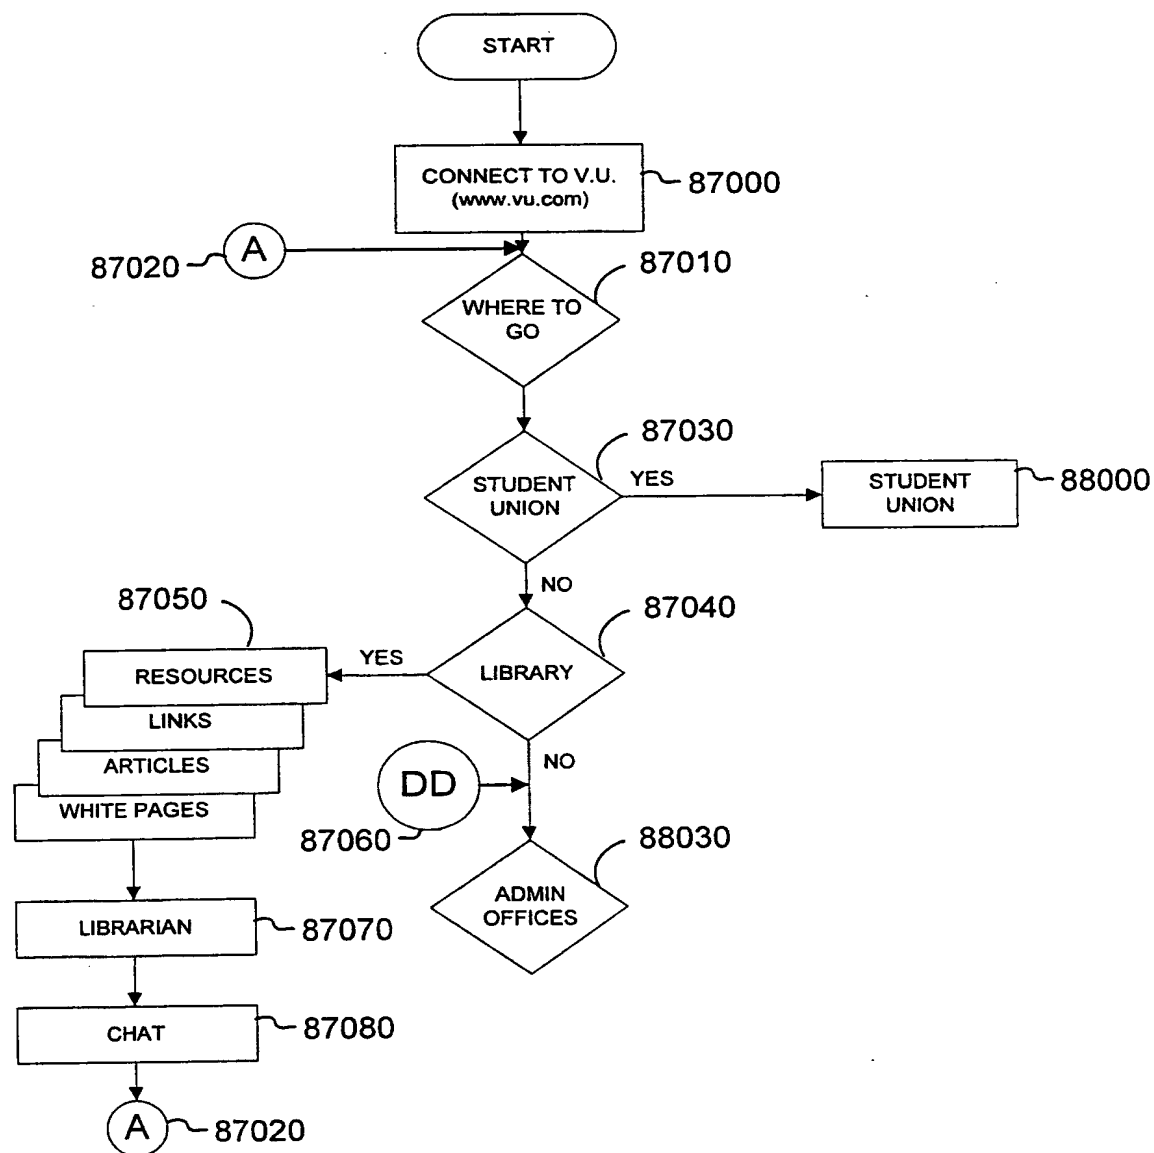 START
CONNECT TO V.U.
(www.vu.com)
87000
A
87020
87010
WHERE TO
GO
87030
STUDENT
UNION
YES
STUDENT
UNION
88000
NO
87050
87040
RESOURCES
YES
LIBRARY
LINKS
ARTICLES
WHITE PAGES
NO
DD
87060
88030
ADMIN
OFFICES
LIBRARIAN
87070
CHAT
87080
A
87020